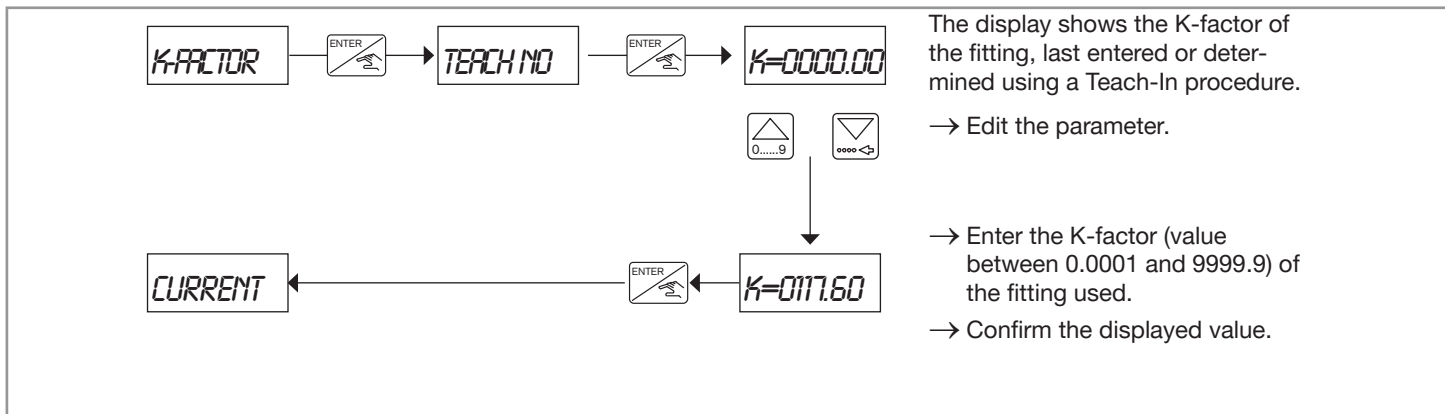 K-FACTOR
ENTER
TEACH NO
ENTER
K=0000.00
0......9
CURRENT
ENTER
K=0117.60
The display shows the K-factor of
the fitting, last entered or deter-
mined using a Teach-In procedure.
→ Edit the parameter.
→ Enter the K-factor (value
between 0.0001 and 9999.9) of
the fitting used.
→ Confirm the displayed value.